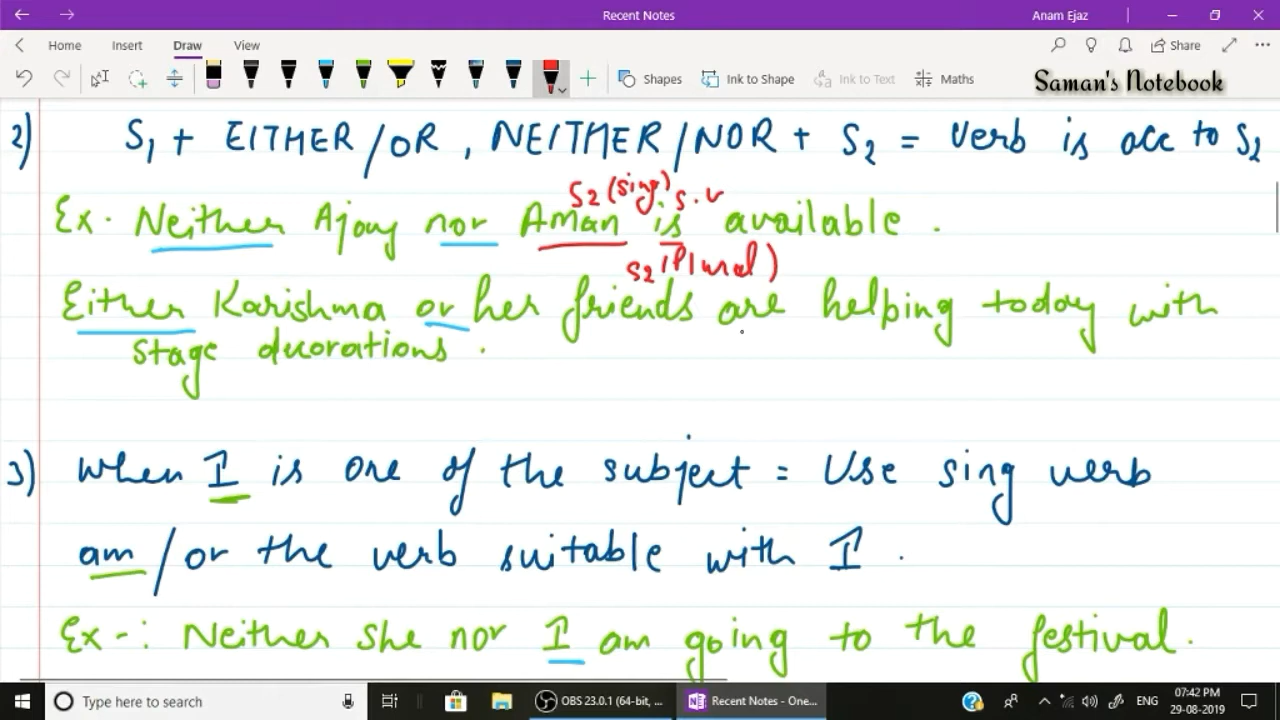 Recent Notes
Anam Ejaz
Home Insert Draw View
Share
Shapes Ink to Shape Ink to Text Maths
Saman's Notebook
2) S1 + EITHER/OR, NEITHER/NOR + S2 = Verb is acc to S2
S2 (sing) s.v
Ex. Neither Ajay nor Aman is available.
S2 (Plural)
Either Karishma or her friends are helping today with
stage decorations.
3) When I is one of the subject = Use sing verb
am/or the verb suitable with I.
Ex-: Neither she nor I am going to the festival.
Type here to search
OBS 23.0.1 (64-bit, ...
Recent Notes - One...
ENG
07:42 PM
29-08-2019